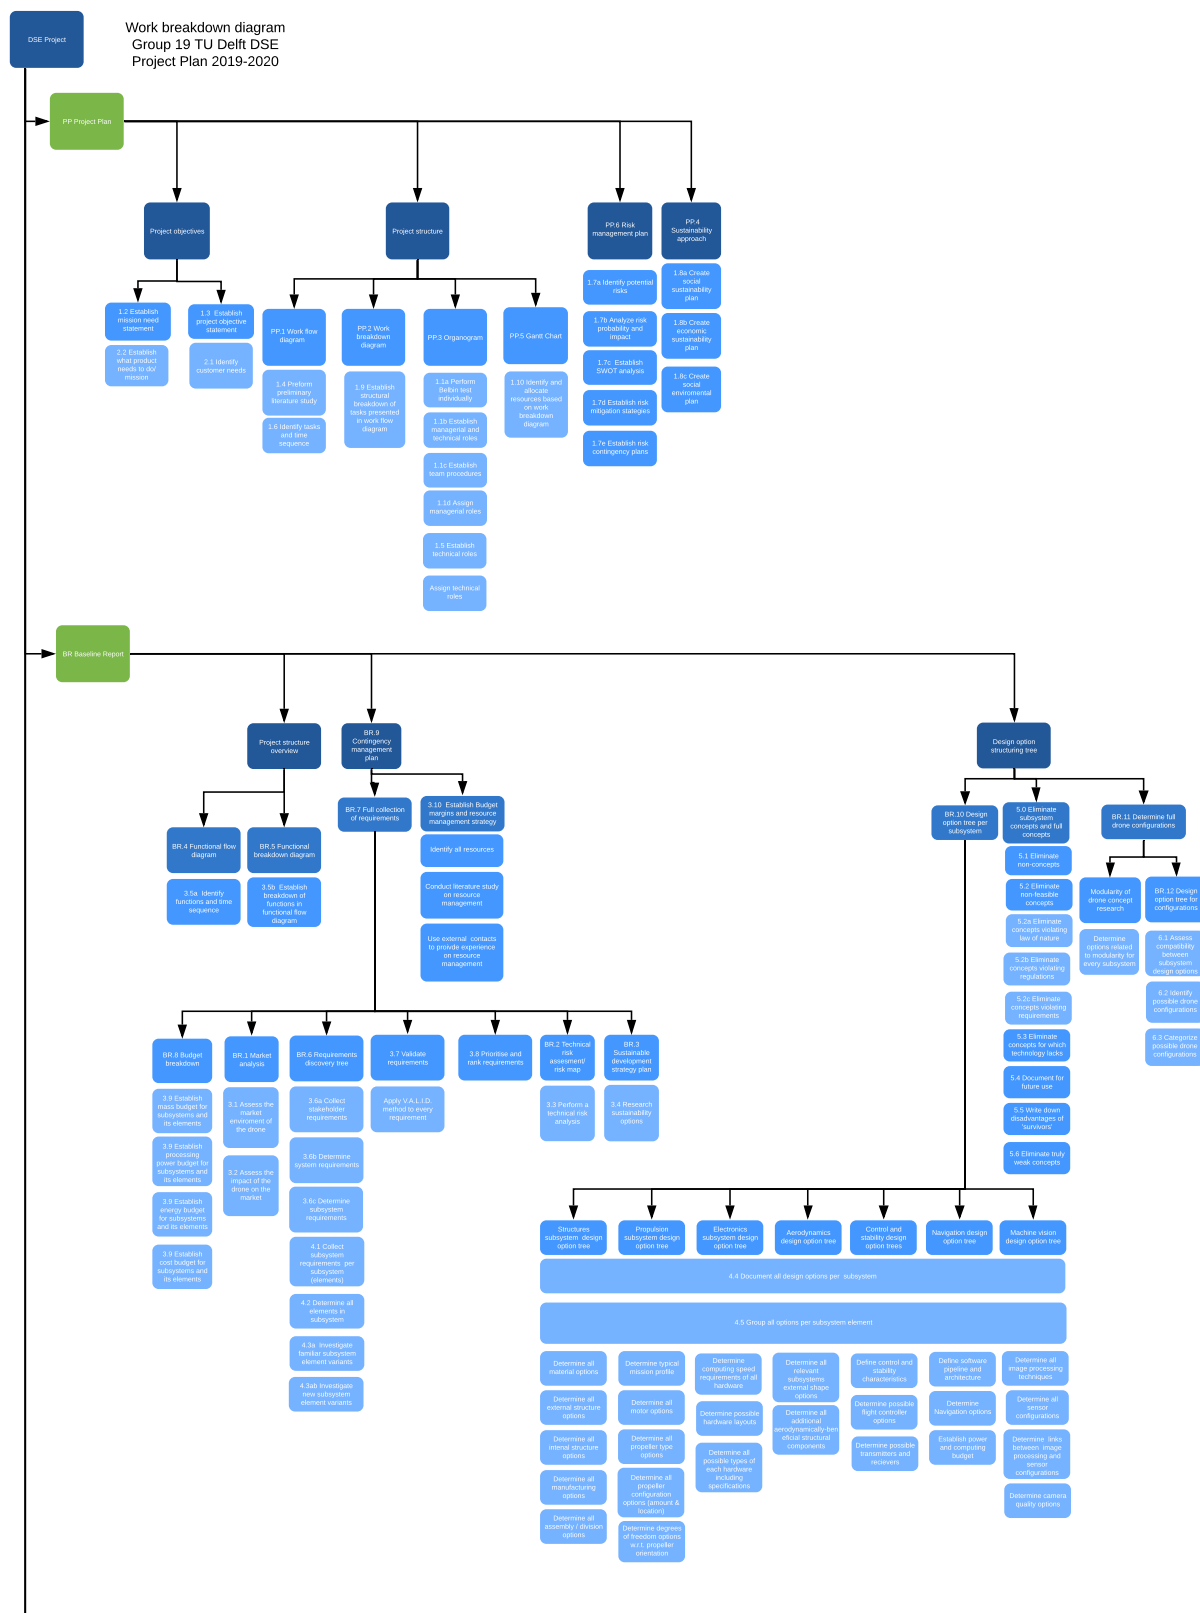 DSE Project
Work breakdown diagram
Group 19 TU Delft DSE
Project Plan 2019-2020
PP Project Plan
Project objectives
Project structure
PP.6 Risk
management plan
PP.4
Sustainability
approach
1.2 Establish
mission need
statement
2.2 Establish
what product
needs to do/
mission
1.3  Establish
project objective
statement
2.1 Identify
customer needs
PP.1 Work flow
diagram
1.4 Preform
preliminary
literature study
1.6 Identify tasks
and time
sequence
PP.2 Work
breakdown
diagram
1.9 Establish
structural
breakdown of
tasks presented
in work flow
diagram
PP.3 Organogram
1.1a Perform
Belbin test
individually
1.1b Establish
managerial and
technical roles
1.1c Establish
team procedures
1.1d Assign
managerial roles
1.5 Establish
technical roles
Assign technical
roles
PP.5 Gantt Chart
1.10 Identify and
allocate
resources based
on work
breakdown
diagram
1.7a Identify potential
risks
1.7b Analyze risk
probability and
impact
1.7c  Establish
SWOT analysis
1.7d Establish risk
mitigation stategies
1.7e Establish risk
contingency plans
1.8a Create
social
sustainability
plan
1.8b Create
economic
sustainability
plan
1.8c Create
social
enviromental
plan
BR Baseline Report
Project structure
overview
BR.9
Contingency
management
plan
Design option
structuring tree
BR.4 Functional flow
diagram
3.5a  Identify
functions and time
sequence
BR.5 Functional
breakdown diagram
3.5b  Establish
breakdown of
functions in
functional flow
diagram
BR.7 Full collection
of requirements
3.10  Establish Budget
margins and resource
management strategy
Identify all resources
Conduct literature study
on resource
management
Use external  contacts
to proivde experience
on resource
management
BR.10 Design
option tree per
subsystem
5.0 Eliminate
subsystem
concepts and full
concepts
5.1 Eliminate
non-concepts
5.2 Eliminate
non-feasible
concepts
5.2a Eliminate
concepts violating
law of nature
5.2b Eliminate
concepts violating
regulations
5.2c Eliminate
concepts violating
requirements
5.3 Eliminate
concepts for which
technology lacks
5.4 Document for
future use
5.5 Write down
disadvantages of
'survivors'
5.6 Eliminate truly
weak concepts
BR.11 Determine full
drone configurations
Modularity of
drone concept
research
Determine
options related
to modularity for
every subsystem
BR.12 Design
option tree for
configurations
6.1 Assess
compatibility
between
subsystem
design options
6.2 Identify
possible drone
configurations
6.3 Categorize
possible drone
configurations
BR.8 Budget
breakdown
3.9 Establish
mass budget for
subsystems and
its elements
3.9 Establish
processing
power budget for
subsystems and
its elements
3.9 Establish
energy budget
for subsystems
and its elements
3.9 Establish
cost budget for
subsystems and
its elements
BR.1 Market
analysis
3.1 Assess the
market
enviroment of
the drone
3.2 Assess the
impact of the
drone on the
market
BR.6 Requirements
discovery tree
3.6a Collect
stakeholder
requirements
3.6b Determine
system requirements
3.6c Determine
subsystem
requirements
4.1 Collect
subsystem
requirements  per
subsystem
(elements)
4.2 Determine all
elements in
subsystem
4.3a  Investigate
familiar subsystem
element variants
4.3ab Investigate
new subsystem
element variants
3.7 Validate
requirements
Apply V.A.L.I.D.
method to every
requirement
3.8 Prioritise and
rank requirements
BR.2 Technical
risk
assesment/
risk map
3.3 Perform a
technical risk
analysis
BR.3
Sustainable
development
strategy plan
3.4 Research
sustainability
options
Structures
subsystem  design
option tree
Propulsion
subsystem design
option tree
Electronics
subsystem design
option tree
Aerodynamics
design option tree
Control and
stability design
option trees
Navigation design
option tree
Machine vision
design option tree
4.4 Document all design options per  subsystem
4.5 Group all options per subsystem element
Determine all
material options
Determine all
external structure
options
Determine all
intenal structure
options
Determine all
manufacturing
options
Determine all
assembly / division
options
Determine typical
mission profile
Determine all
motor options
Determine all
propeller type
options
Determine all
propeller
configuration
options (amount &
location)
Determine degrees
of freedom options
w.r.t. propeller
orientation
Determine
computing speed
requirements of all
hardware
Determine possible
hardware layouts
Determine all
possible types of
each hardware
including
specifications
Determine all
relevant
subsystems
external shape
options
Determine all
additional
aerodynamically-ben
eficial structural
components
Define control and
stability
characteristics
Determine possible
flight controller
options
Determine possible
transmitters and
recievers
Define software
pipeline and
architecture
Determine
Navigation options
Establish power
and computing
budget
Determine all
image processing
techniques
Determine all
sensor
configurations
Determine  links
between  image
processing and
sensor
configurations
Determine camera
quality options